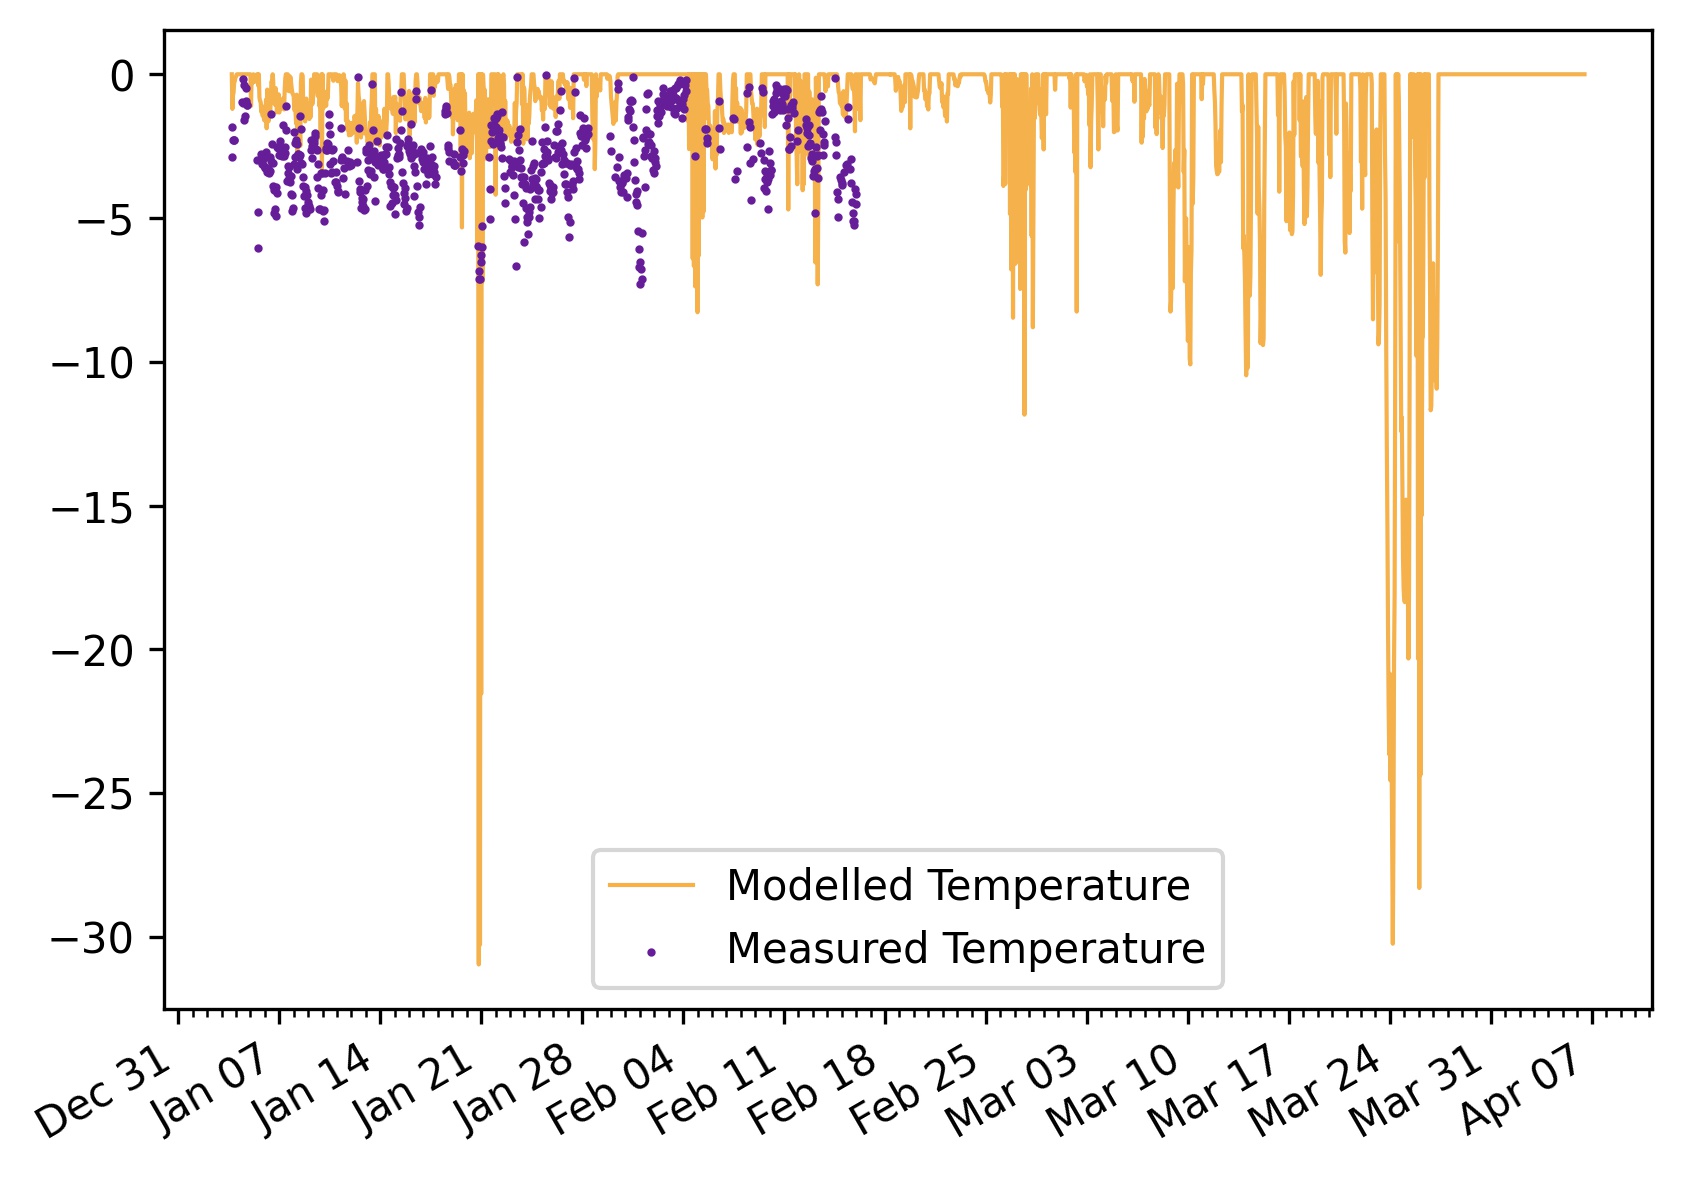 0
−5
−10
−15
−20
−25
−30
Modelled Temperature
Measured Temperature
Dec 31
Jan 07
Jan 14
Jan 21
Jan 28
Feb 04
Feb 11
Feb 18
Feb 25
Mar 03
Mar 10
Mar 17
Mar 24
Mar 31
Apr 07